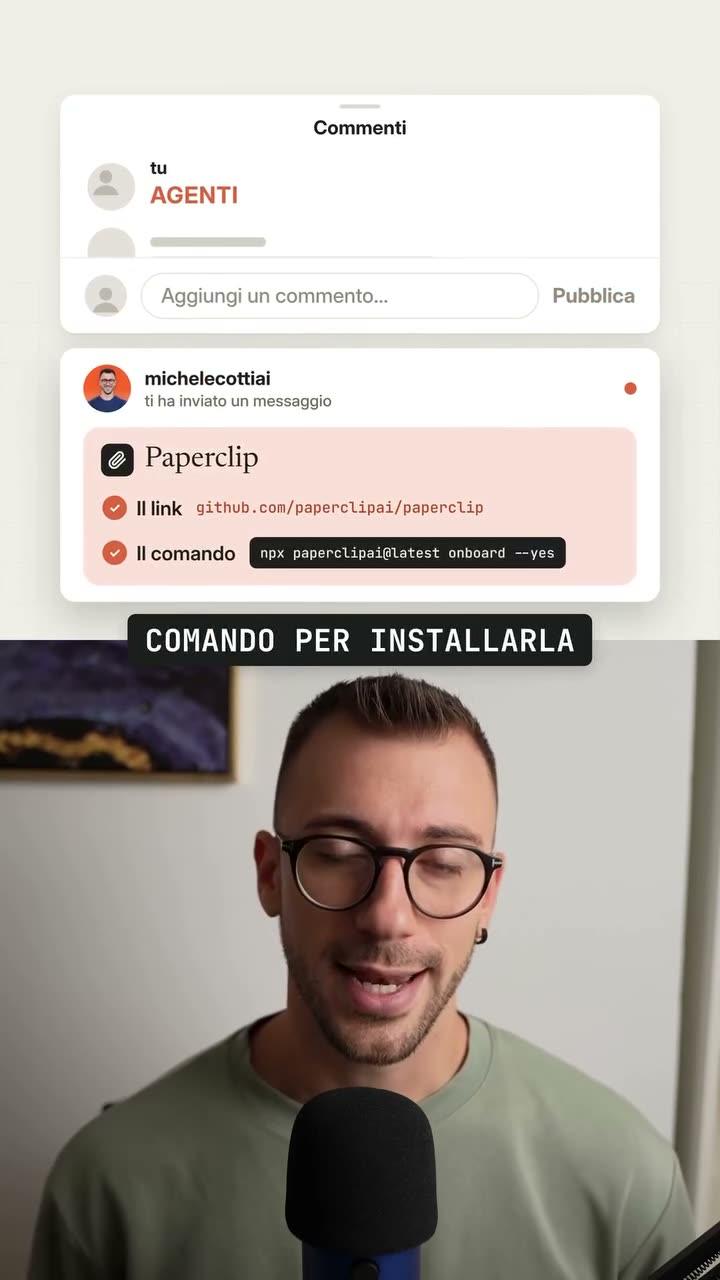 Commenti
tu
AGENTI
Aggiungi un commento...
Pubblica
michelecottiai
ti ha inviato un messaggio
Paperclip
Il link github.com/paperclipai/paperclip
Il comando npx paperclipai@latest onboard --yes
COMANDO PER INSTALLARLA